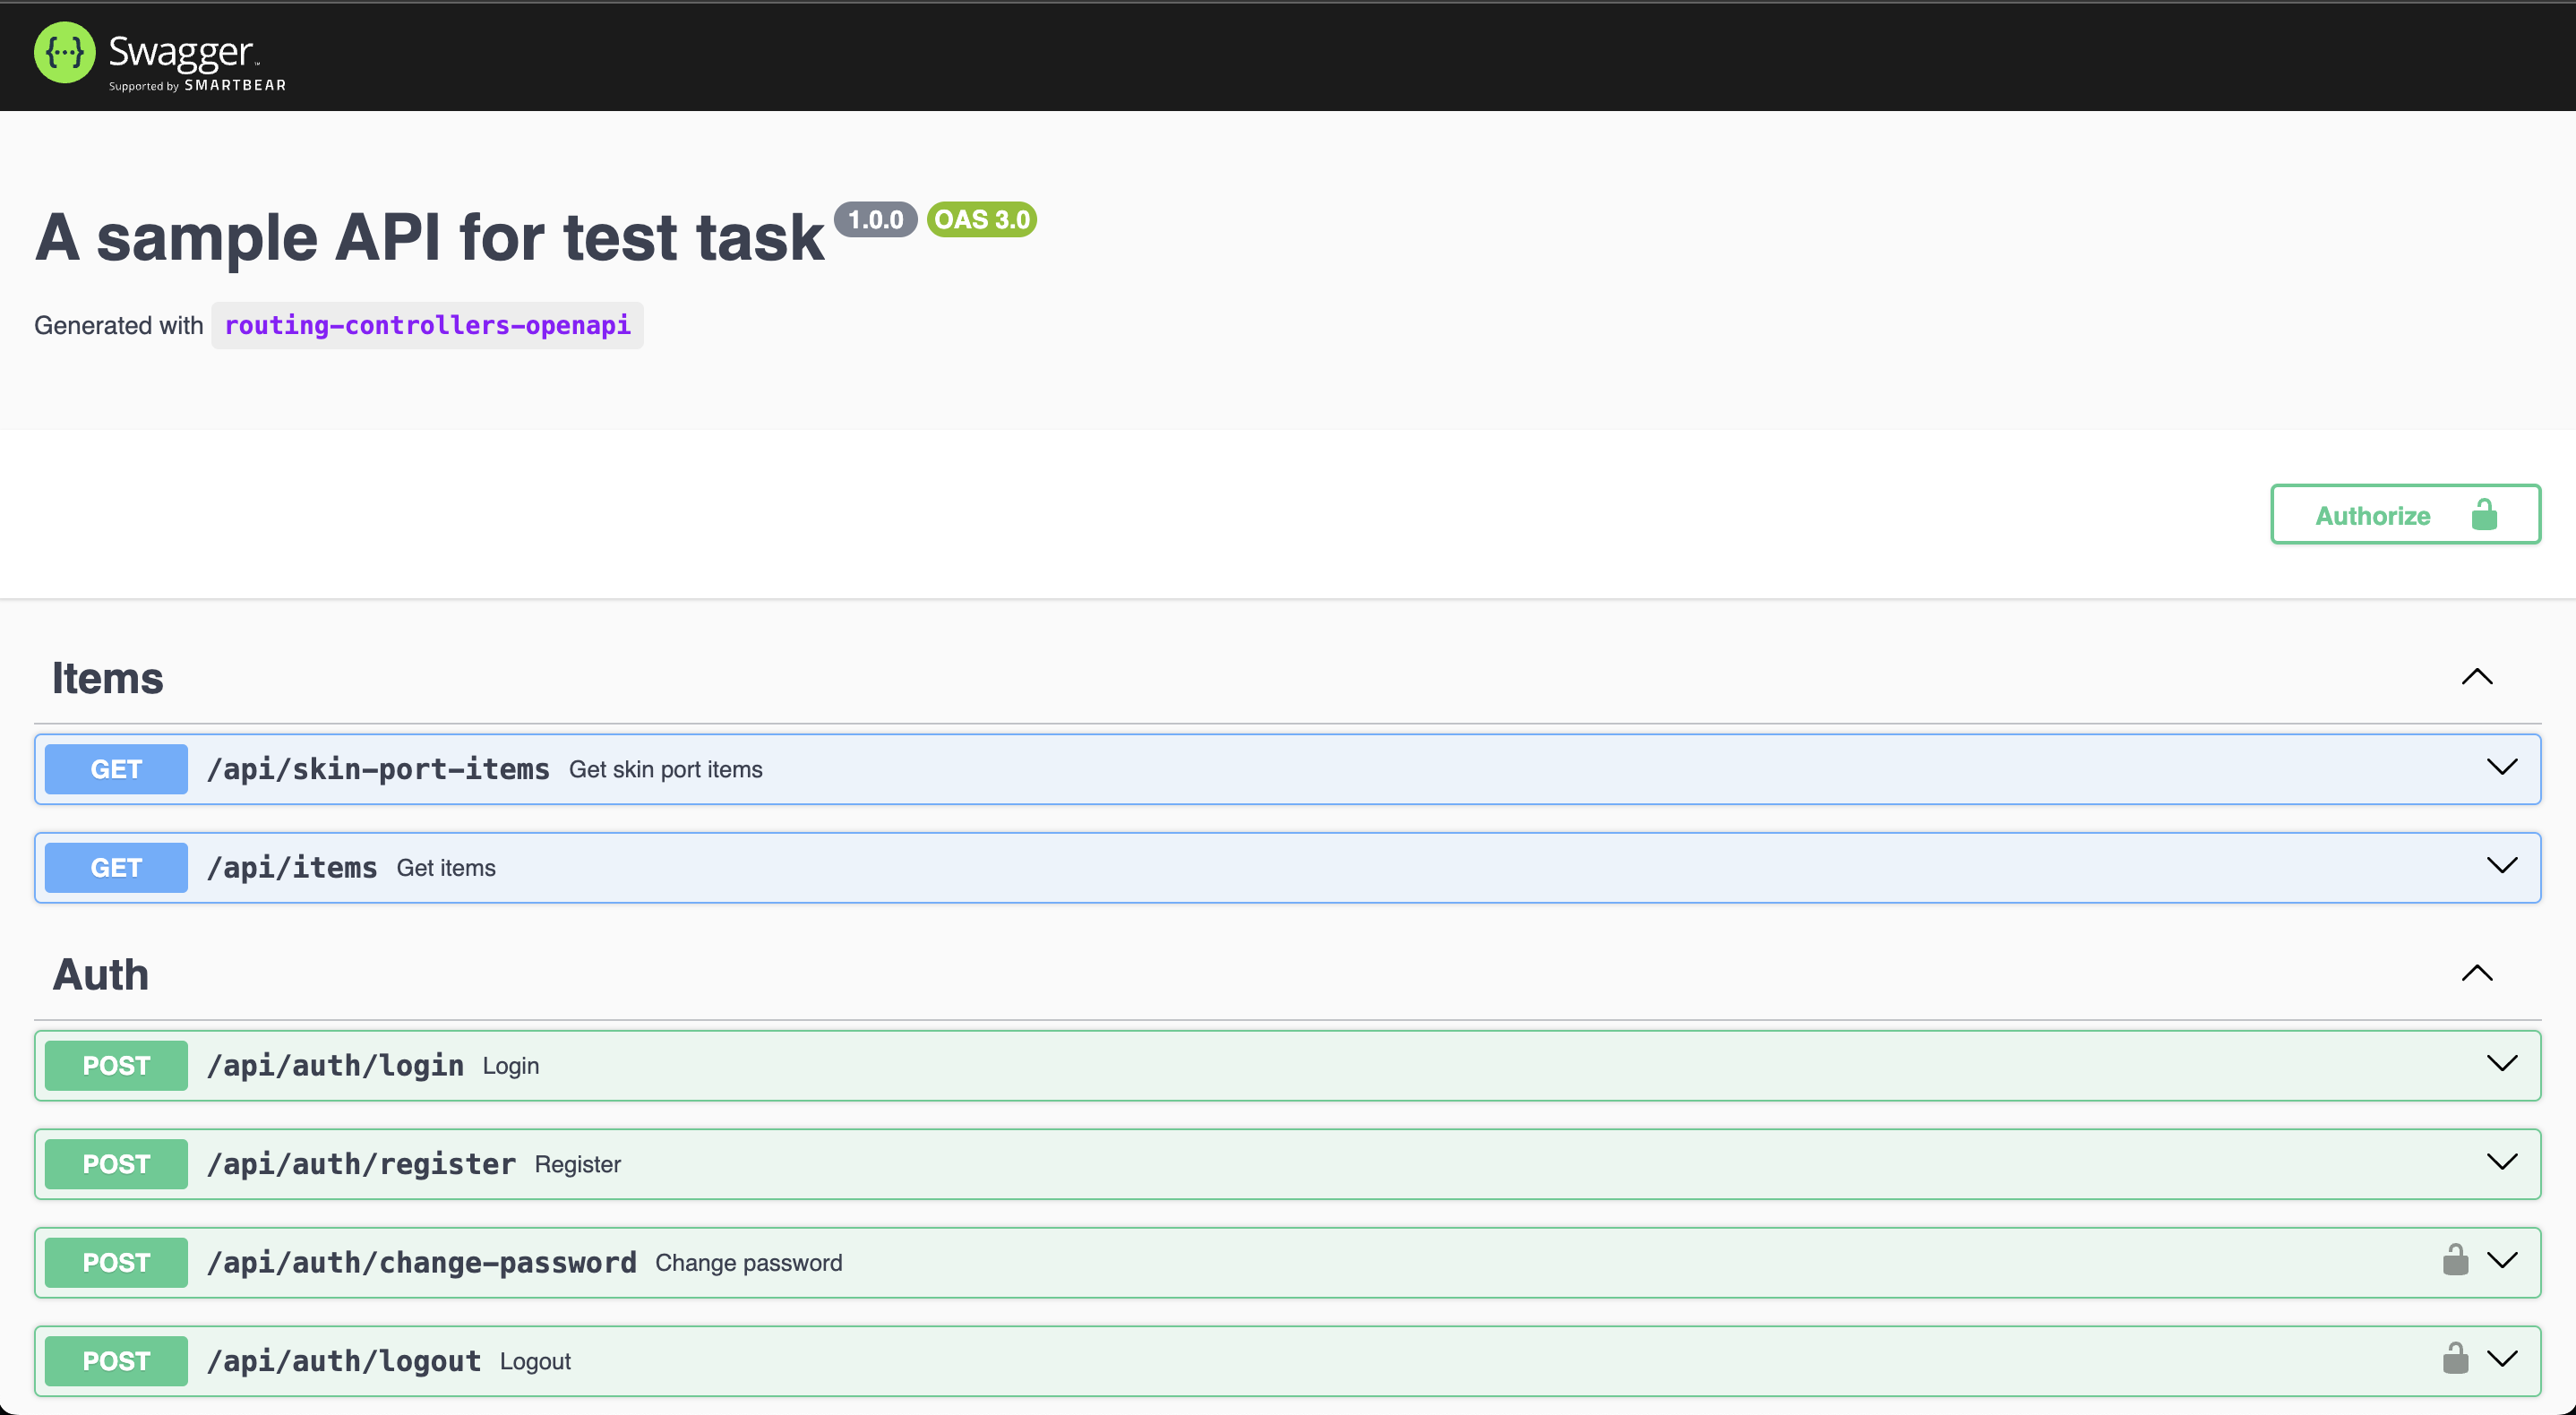 {...} Swagger™
Supported by SMARTBEAR
A sample API for test task 1.0.0 OAS 3.0
Generated with routing-controllers-openapi
Authorize
Items
GET /api/skin-port-items Get skin port items
GET /api/items Get items
Auth
POST /api/auth/login Login
POST /api/auth/register Register
POST /api/auth/change-password Change password
POST /api/auth/logout Logout